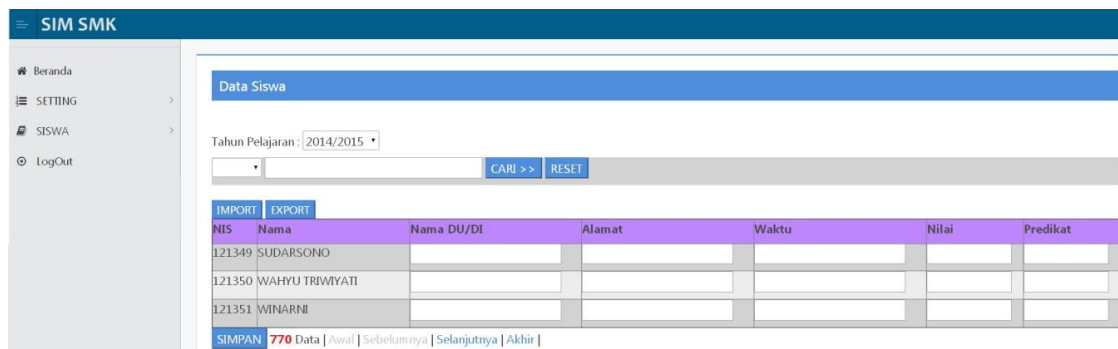 SIM SMK
Beranda
SETTING
SISWA
LogOut
Data Siswa
Tahun Pelajaran : 2014/2015
CARI >> RESET
IMPORT EXPORT
NIS Nama Nama DU/DI Alamat Waktu Nilai Predikat
121349 SUDARSONO
121350 WAHYU TRIWIYATI
121351 WINARNI
SIMPAN 770 Data | Awal | Sebelumnya | Selanjutnya | Akhir |